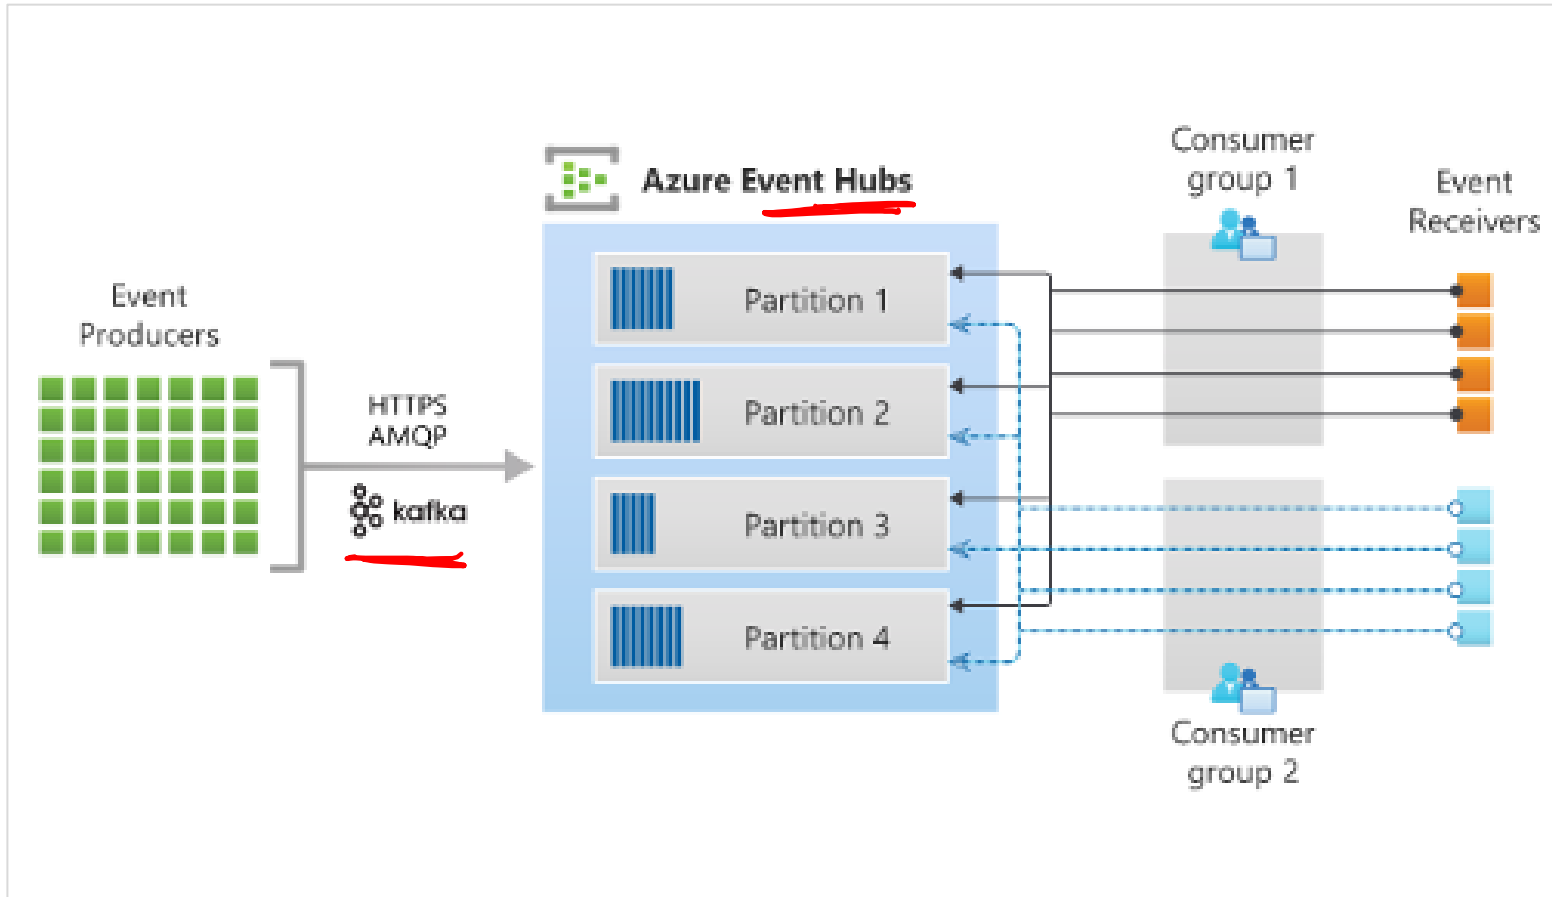 Event
Producers
HTTPS
AMQP
kafka
Azure Event Hubs
Partition 1
Partition 2
Partition 3
Partition 4
Consumer
group 1
Consumer
group 2
Event
Receivers